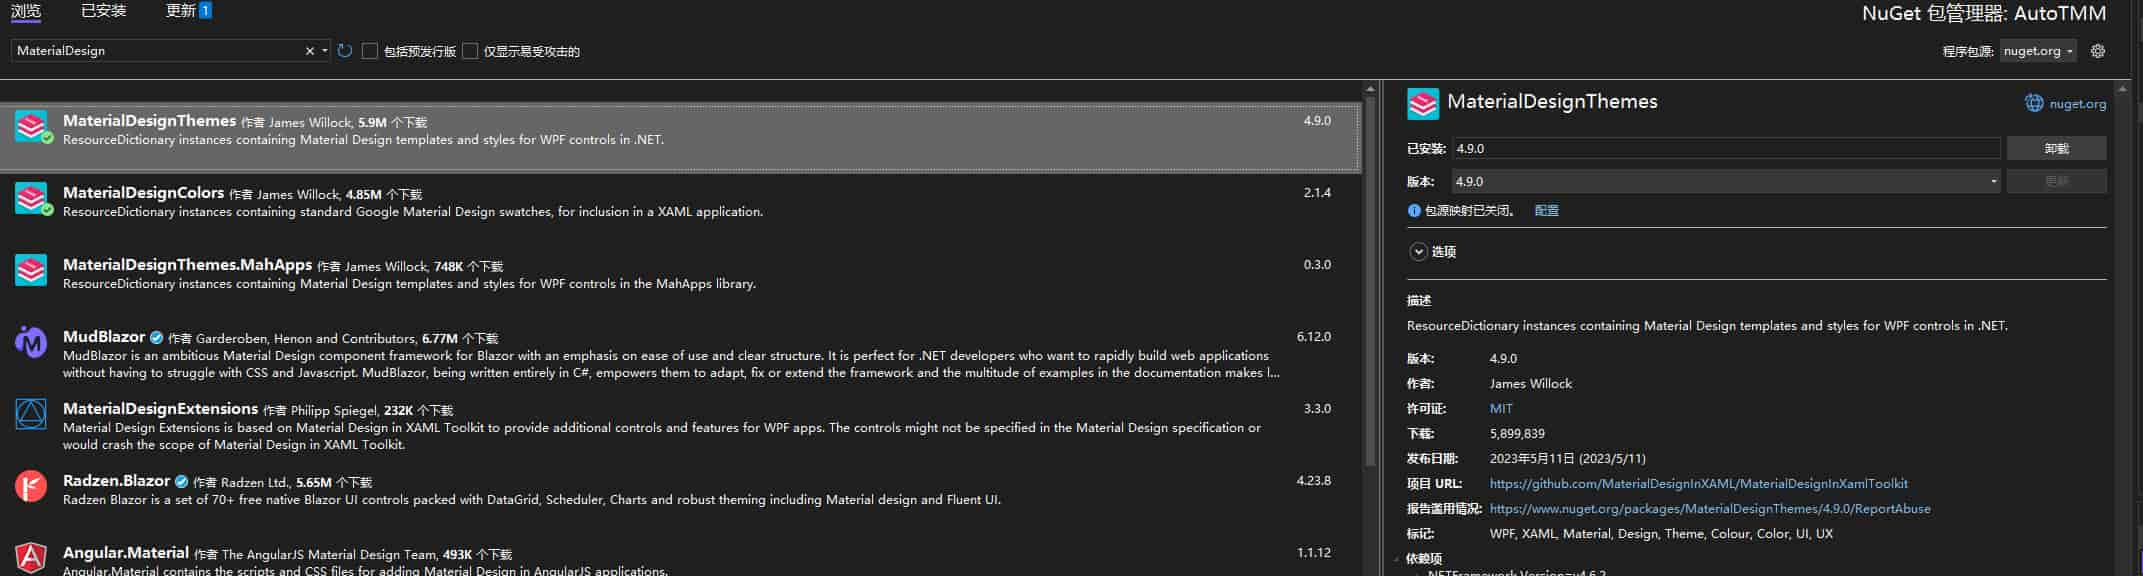 浏览 已安装 更新 1
NuGet 包管理器: AutoTMM
MaterialDesign
包括预发行版 仅显示易受攻击的
程序包源: nuget.org
MaterialDesignThemes 作者 James Willock, 5.9M 个下载
4.9.0
ResourceDictionary instances containing Material Design templates and styles for WPF controls in .NET.
MaterialDesignColors 作者 James Willock, 4.85M 个下载
2.1.4
ResourceDictionary instances containing standard Google Material Design swatches, for inclusion in a XAML application.
MaterialDesignThemes.MahApps 作者 James Willock, 748K 个下载
0.3.0
ResourceDictionary instances containing Material Design templates and styles for WPF controls in the MahApps library.
MudBlazor 作者 Garderoben, Henon and Contributors, 6.77M 个下载
6.12.0
MudBlazor is an ambitious Material Design component framework for Blazor with an emphasis on ease of use and clear structure. It is perfect for .NET developers who want to rapidly build web applications
without having to struggle with CSS and Javascript. MudBlazor, being written entirely in C#, empowers them to adapt, fix or extend the framework and the multitude of examples in the documentation makes l...
MaterialDesignExtensions 作者 Philipp Spiegel, 232K 个下载
3.3.0
Material Design Extensions is based on Material Design in XAML Toolkit to provide additional controls and features for WPF apps. The controls might not be specified in the Material Design specification or
would crash the scope of Material Design in XAML Toolkit.
Radzen.Blazor 作者 Radzen Ltd., 5.65M 个下载
4.23.8
Radzen Blazor is a set of 70+ free native Blazor UI controls packed with DataGrid, Scheduler, Charts and robust theming including Material design and Fluent UI.
Angular.Material 作者 The AngularJS Material Design Team, 493K 个下载
1.1.12
Angular.Material contains the scripts and CSS files for adding Material Design in AngularJS applications.
MaterialDesignThemes
nuget.org
已安装: 4.9.0 卸载
版本: 4.9.0 更新
包源映射已关闭。 配置
选项
描述
ResourceDictionary instances containing Material Design templates and styles for WPF controls in .NET.
版本: 4.9.0
作者: James Willock
许可证: MIT
下载: 5,899,839
发布日期: 2023年5月11日 (2023/5/11)
项目 URL: https://github.com/MaterialDesignInXAML/MaterialDesignInXamlToolkit
报告滥用情况: https://www.nuget.org/packages/MaterialDesignThemes/4.9.0/ReportAbuse
标记: WPF, XAML, Material, Design, Theme, Colour, Color, UI, UX
依赖项
.NETFramework,Version=v4.6.2